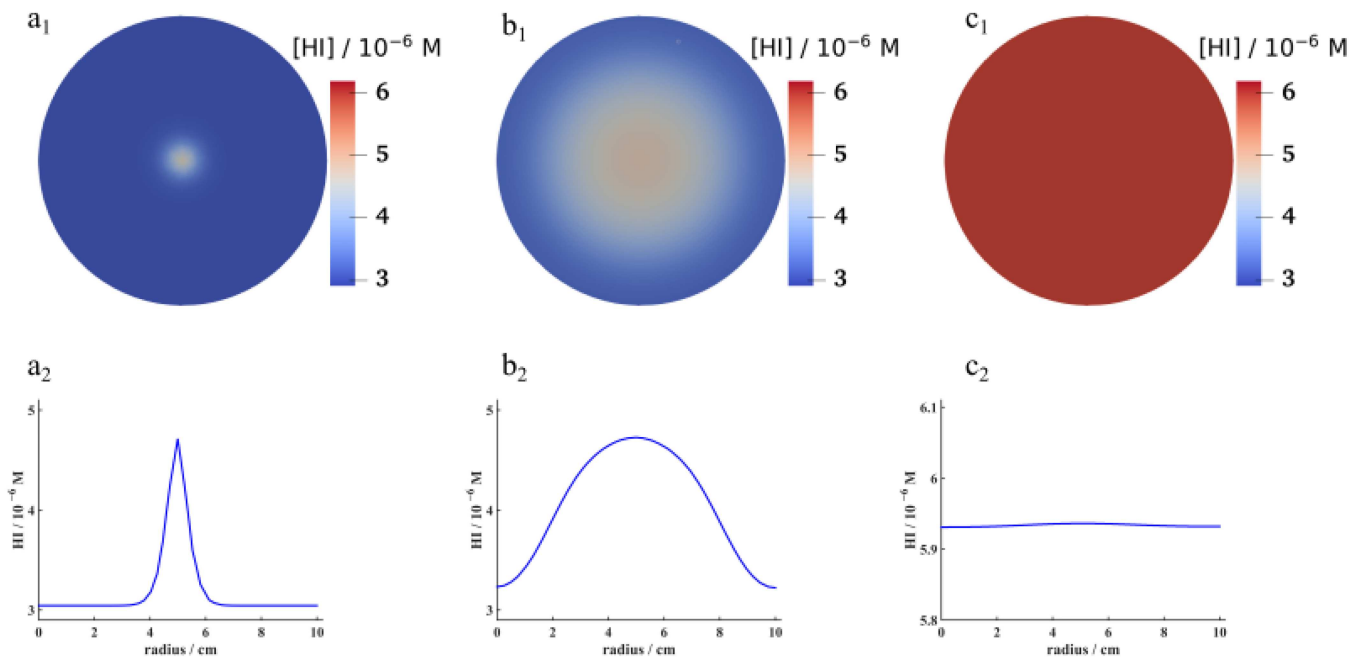 a₁
[HI] / 10⁻⁶ M
6
5
4
3
b₁
[HI] / 10⁻⁶ M
6
5
4
3
c₁
[HI] / 10⁻⁶ M
6
5
4
3
a₂
5
4
3
HI / 10 ⁻⁶ M
0 2 4 6 8 10
radius / cm
b₂
5
4
3
HI / 10 ⁻⁶ M
0 2 4 6 8 10
radius / cm
c₂
6.1
6
5.9
5.8
HI / 10 ⁻⁶ M
0 2 4 6 8 10
radius / cm